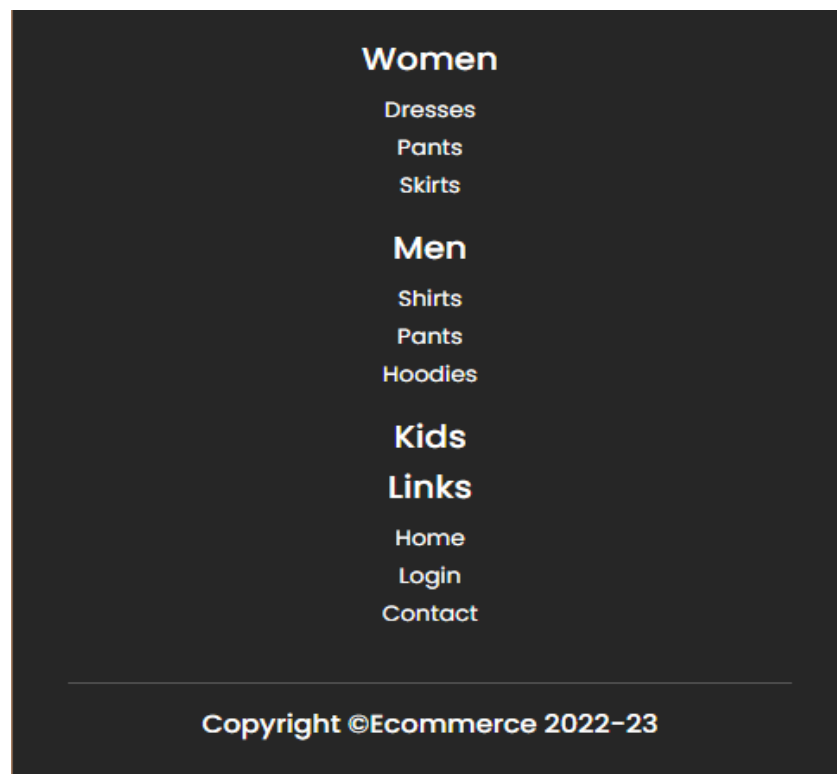 Women
Dresses
Pants
Skirts
Men
Shirts
Pants
Hoodies
Kids
Links
Home
Login
Contact
Copyright ©Ecommerce 2022-23